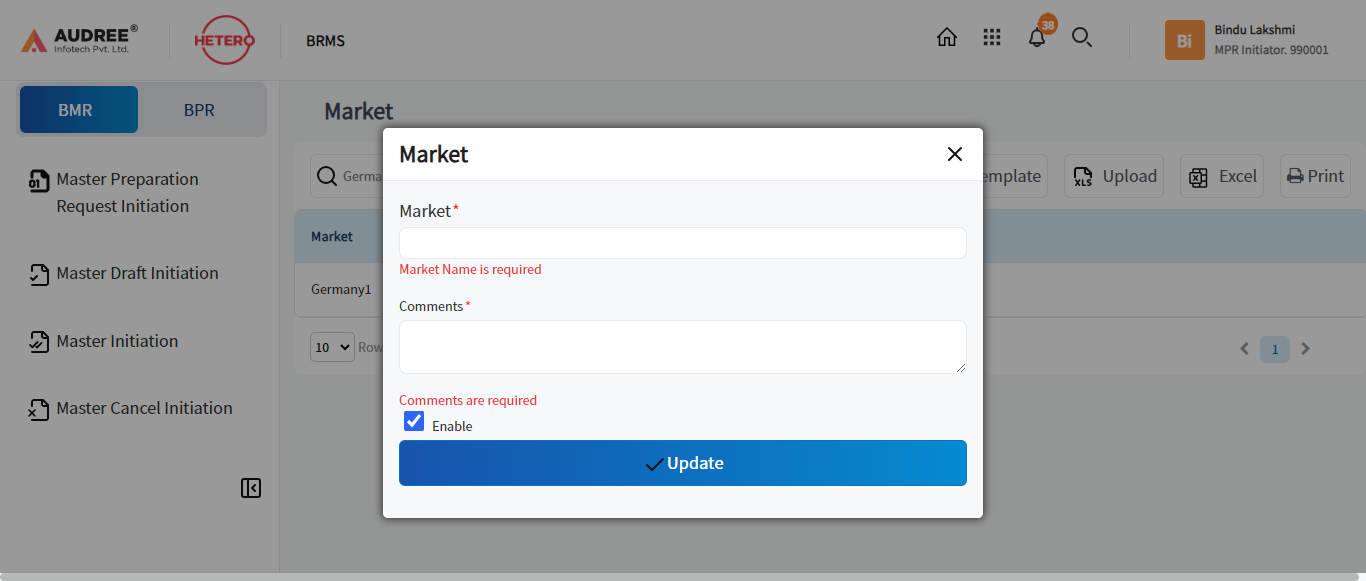 AUDREE®
Infotech Pvt. Ltd.
HETERO
BRMS
38
Bi
Bindu Lakshmi
MPR Initiator. 990001
BMR
BPR
Market
Master Preparation
Request Initiation
Master Draft Initiation
Master Initiation
Master Cancel Initiation
Germa
emplate
XLS
Upload
Excel
Print
Market
Germany1
10
Row
1
Market
Market*
Market Name is required
Comments*
Comments are required
Enable
Update